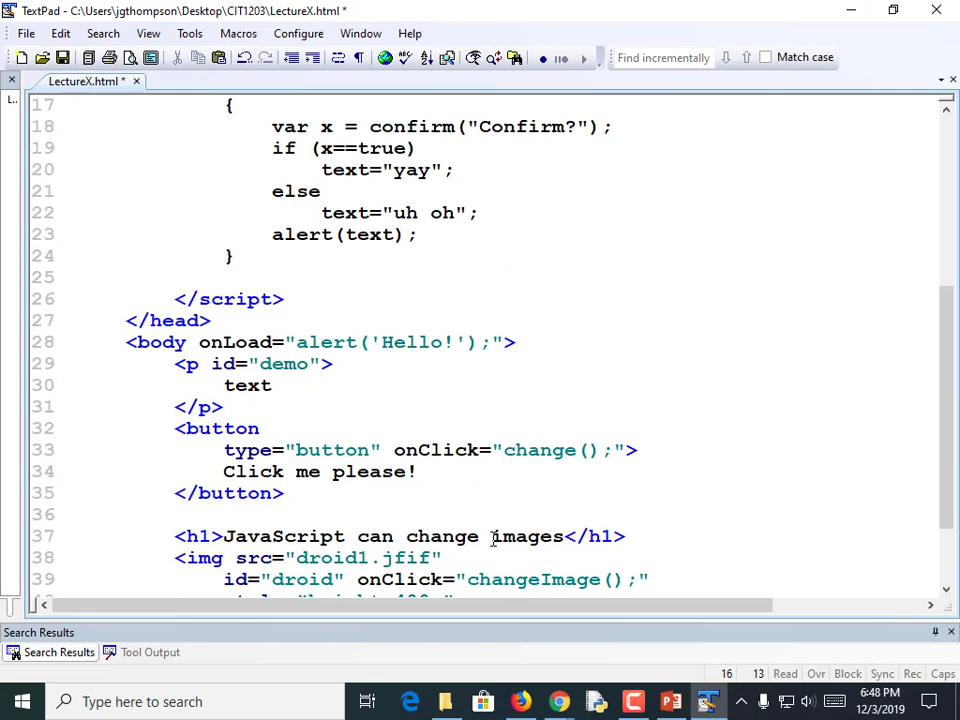 TextPad - C:\Users\jgthompson\Desktop\CIT1203\LectureX.html *
File Edit Search View Tools Macros Configure Window Help
Find incrementally Match case
L.. LectureX.html *
17 {
18 var x = confirm("Confirm?");
19 if (x==true)
20 text="yay";
21 else
22 text="uh oh";
23 alert(text);
24 }
25
26 </script>
27 </head>
28 <body onLoad="alert('Hello!');">
29 <p id="demo">
30 text
31 </p>
32 <button
33 type="button" onClick="change();">
34 Click me please!
35 </button>
36
37 <h1>JavaScript can change images</h1>
38 <img src="droid1.jfif"
39 id="droid" onClick="changeImage();"
Search Results
Search Results Tool Output
16 13 Read Ovr Block Sync Rec Caps
Type here to search
6:48 PM
12/3/2019